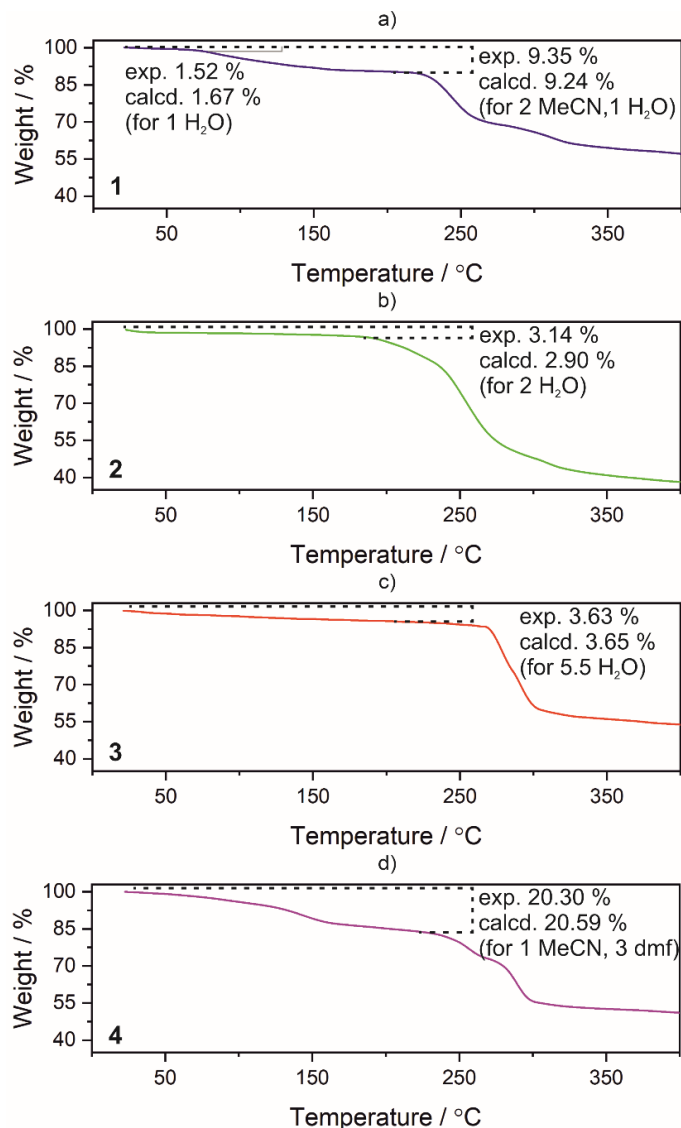 a)
100
85
70
55
40
Weight / %
exp. 1.52 %
calcd. 1.67 %
(for 1 H₂O)
exp. 9.35 %
calcd. 9.24 %
(for 2 MeCN,1 H₂O)
1
50
150
250
350
Temperature / °C
b)
100
85
70
55
40
Weight / %
exp. 3.14 %
calcd. 2.90 %
(for 2 H₂O)
2
50
150
250
350
Temperature / °C
c)
100
85
70
55
40
Weight / %
exp. 3.63 %
calcd. 3.65 %
(for 5.5 H₂O)
3
50
150
250
350
Temperature / °C
d)
100
85
70
55
40
Weight / %
exp. 20.30 %
calcd. 20.59 %
(for 1 MeCN, 3 dmf)
4
50
150
250
350
Temperature / °C